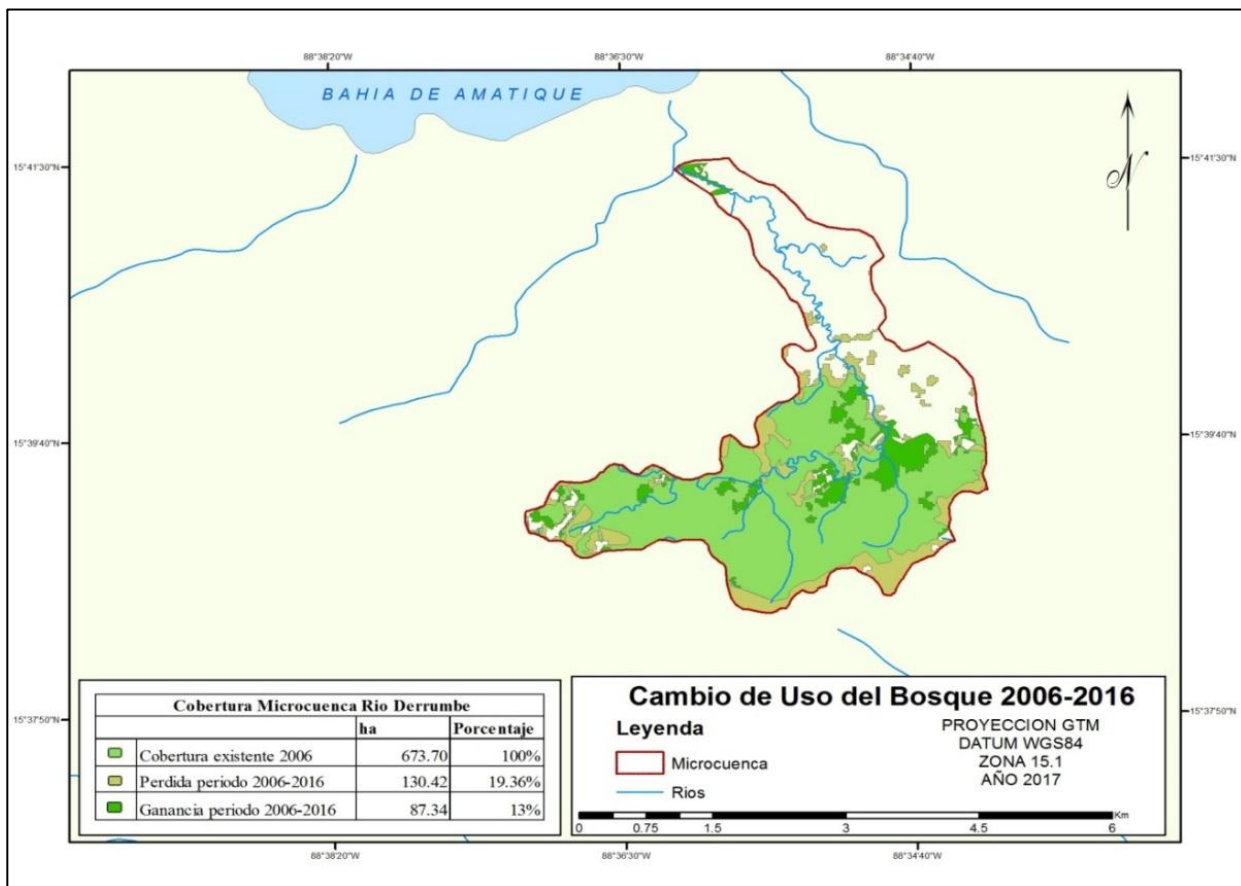 88°38'20"W 88°36'30"W 88°34'40"W
BAHIA DE AMATIQUE
N
15°41'30"N 15°41'30"N
15°39'40"N 15°39'40"N
15°37'50"N 15°37'50"N
Cobertura Microcuenca Rio Derrumbe
ha Porcentaje
Cobertura existente 2006 673.70 100%
Perdida periodo 2006-2016 130.42 19.36%
Ganancia periodo 2006-2016 87.34 13%
Cambio de Uso del Bosque 2006-2016
Leyenda
Microcuenca
Rios
PROYECCION GTM
DATUM WGS84
ZONA 15.1
AÑO 2017
Km
0 0.75 1.5 3 4.5 6
88°38'20"W 88°36'30"W 88°34'40"W